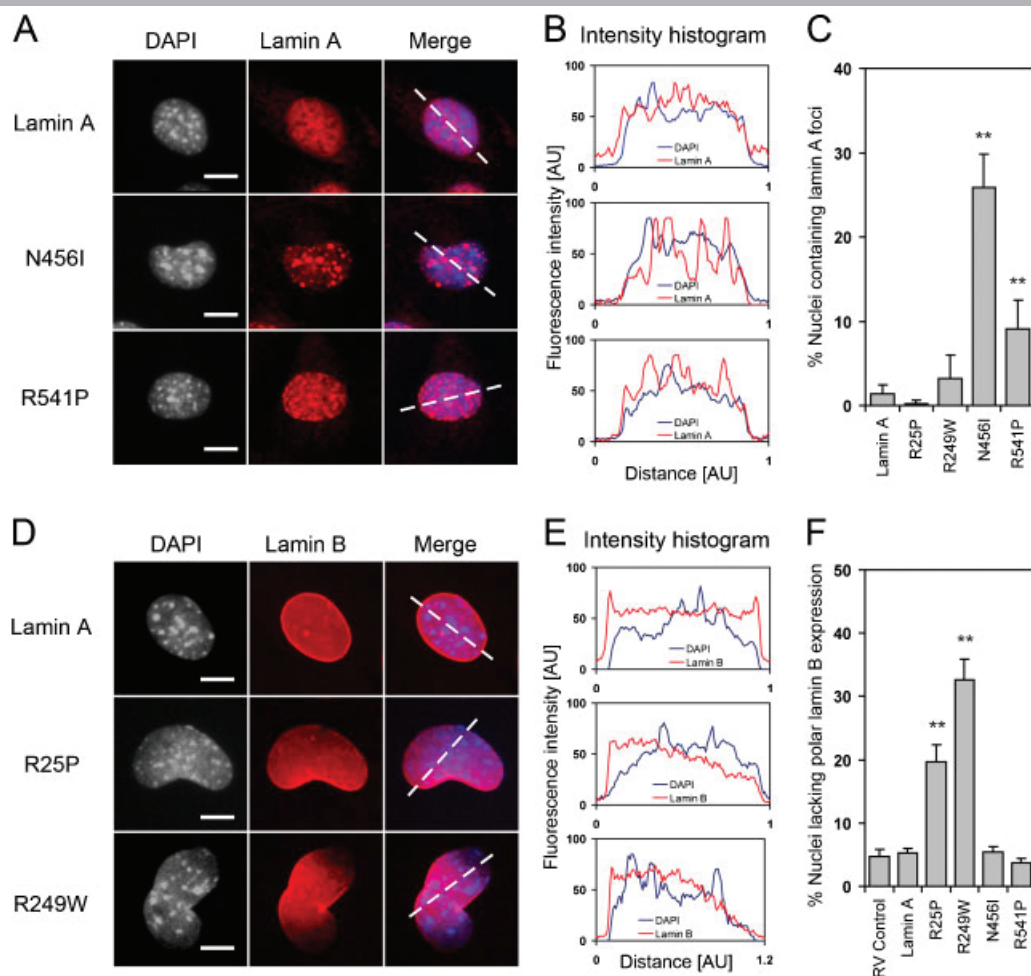 A
DAPI Lamin A Merge
Lamin A
N456I
R541P
B
Intensity histogram
Fluorescence intensity [AU]
100
50
0
DAPI
Lamin A
0 1
100
50
0
DAPI
Lamin A
0 1
100
50
0
DAPI
Lamin A
0 1
Distance [AU]
C
% Nuclei containing lamin A foci
40
30
20
10
0
**
**
Lamin A
R25P
R249W
N456I
R541P
D
DAPI Lamin B Merge
Lamin A
R25P
R249W
E
Intensity histogram
Fluorescence intensity [AU]
100
50
0
DAPI
Lamin B
0 1
100
50
0
DAPI
Lamin B
0 1
100
50
0
DAPI
Lamin B
0 1.2
Distance [AU]
F
% Nuclei lacking polar lamin B expression
50
40
30
20
10
0
**
**
RV Control
Lamin A
R25P
R249W
N456I
R541P